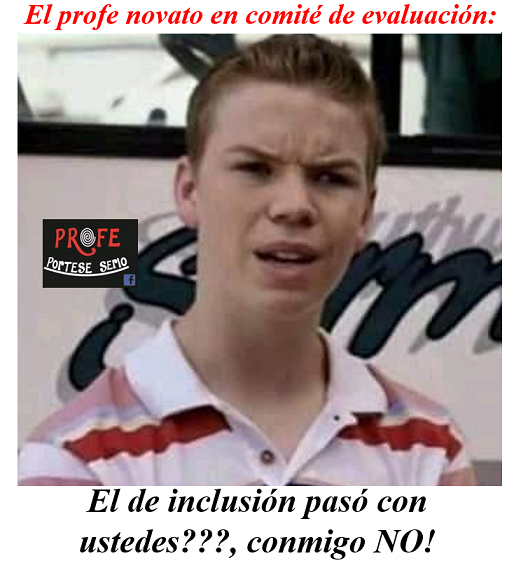 El profe novato en comité de evaluación:
PROFE
PORTESE SERIO
f
El de inclusión pasó con
ustedes???, conmigo NO!